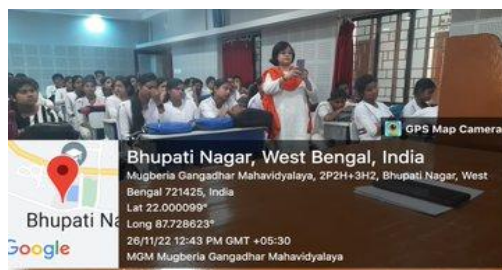 GPS Map Camera
Bhupati Nagar, West Bengal, India
Mugberia Gangadhar Mahavidyalaya, 2P2H+3H2, Bhupati Nagar, West
Bengal 721425, India
Lat 22.000099°
Long 87.728623°
26/11/22 12:43 PM GMT +05:30
MGM Mugberia Gangadhar Mahavidyalaya
Bhupati Na
Google